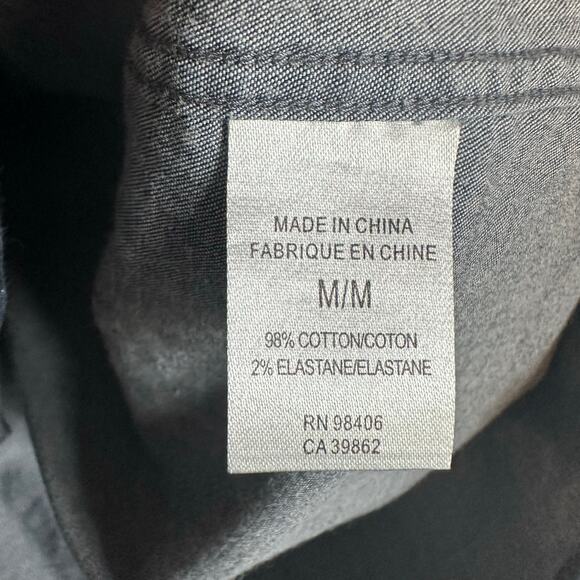 MADE IN CHINA
FABRIQUE EN CHINE
M/M
98% COTTON/COTON
2% ELASTANE/ELASTANE
RN 98406
CA 39862